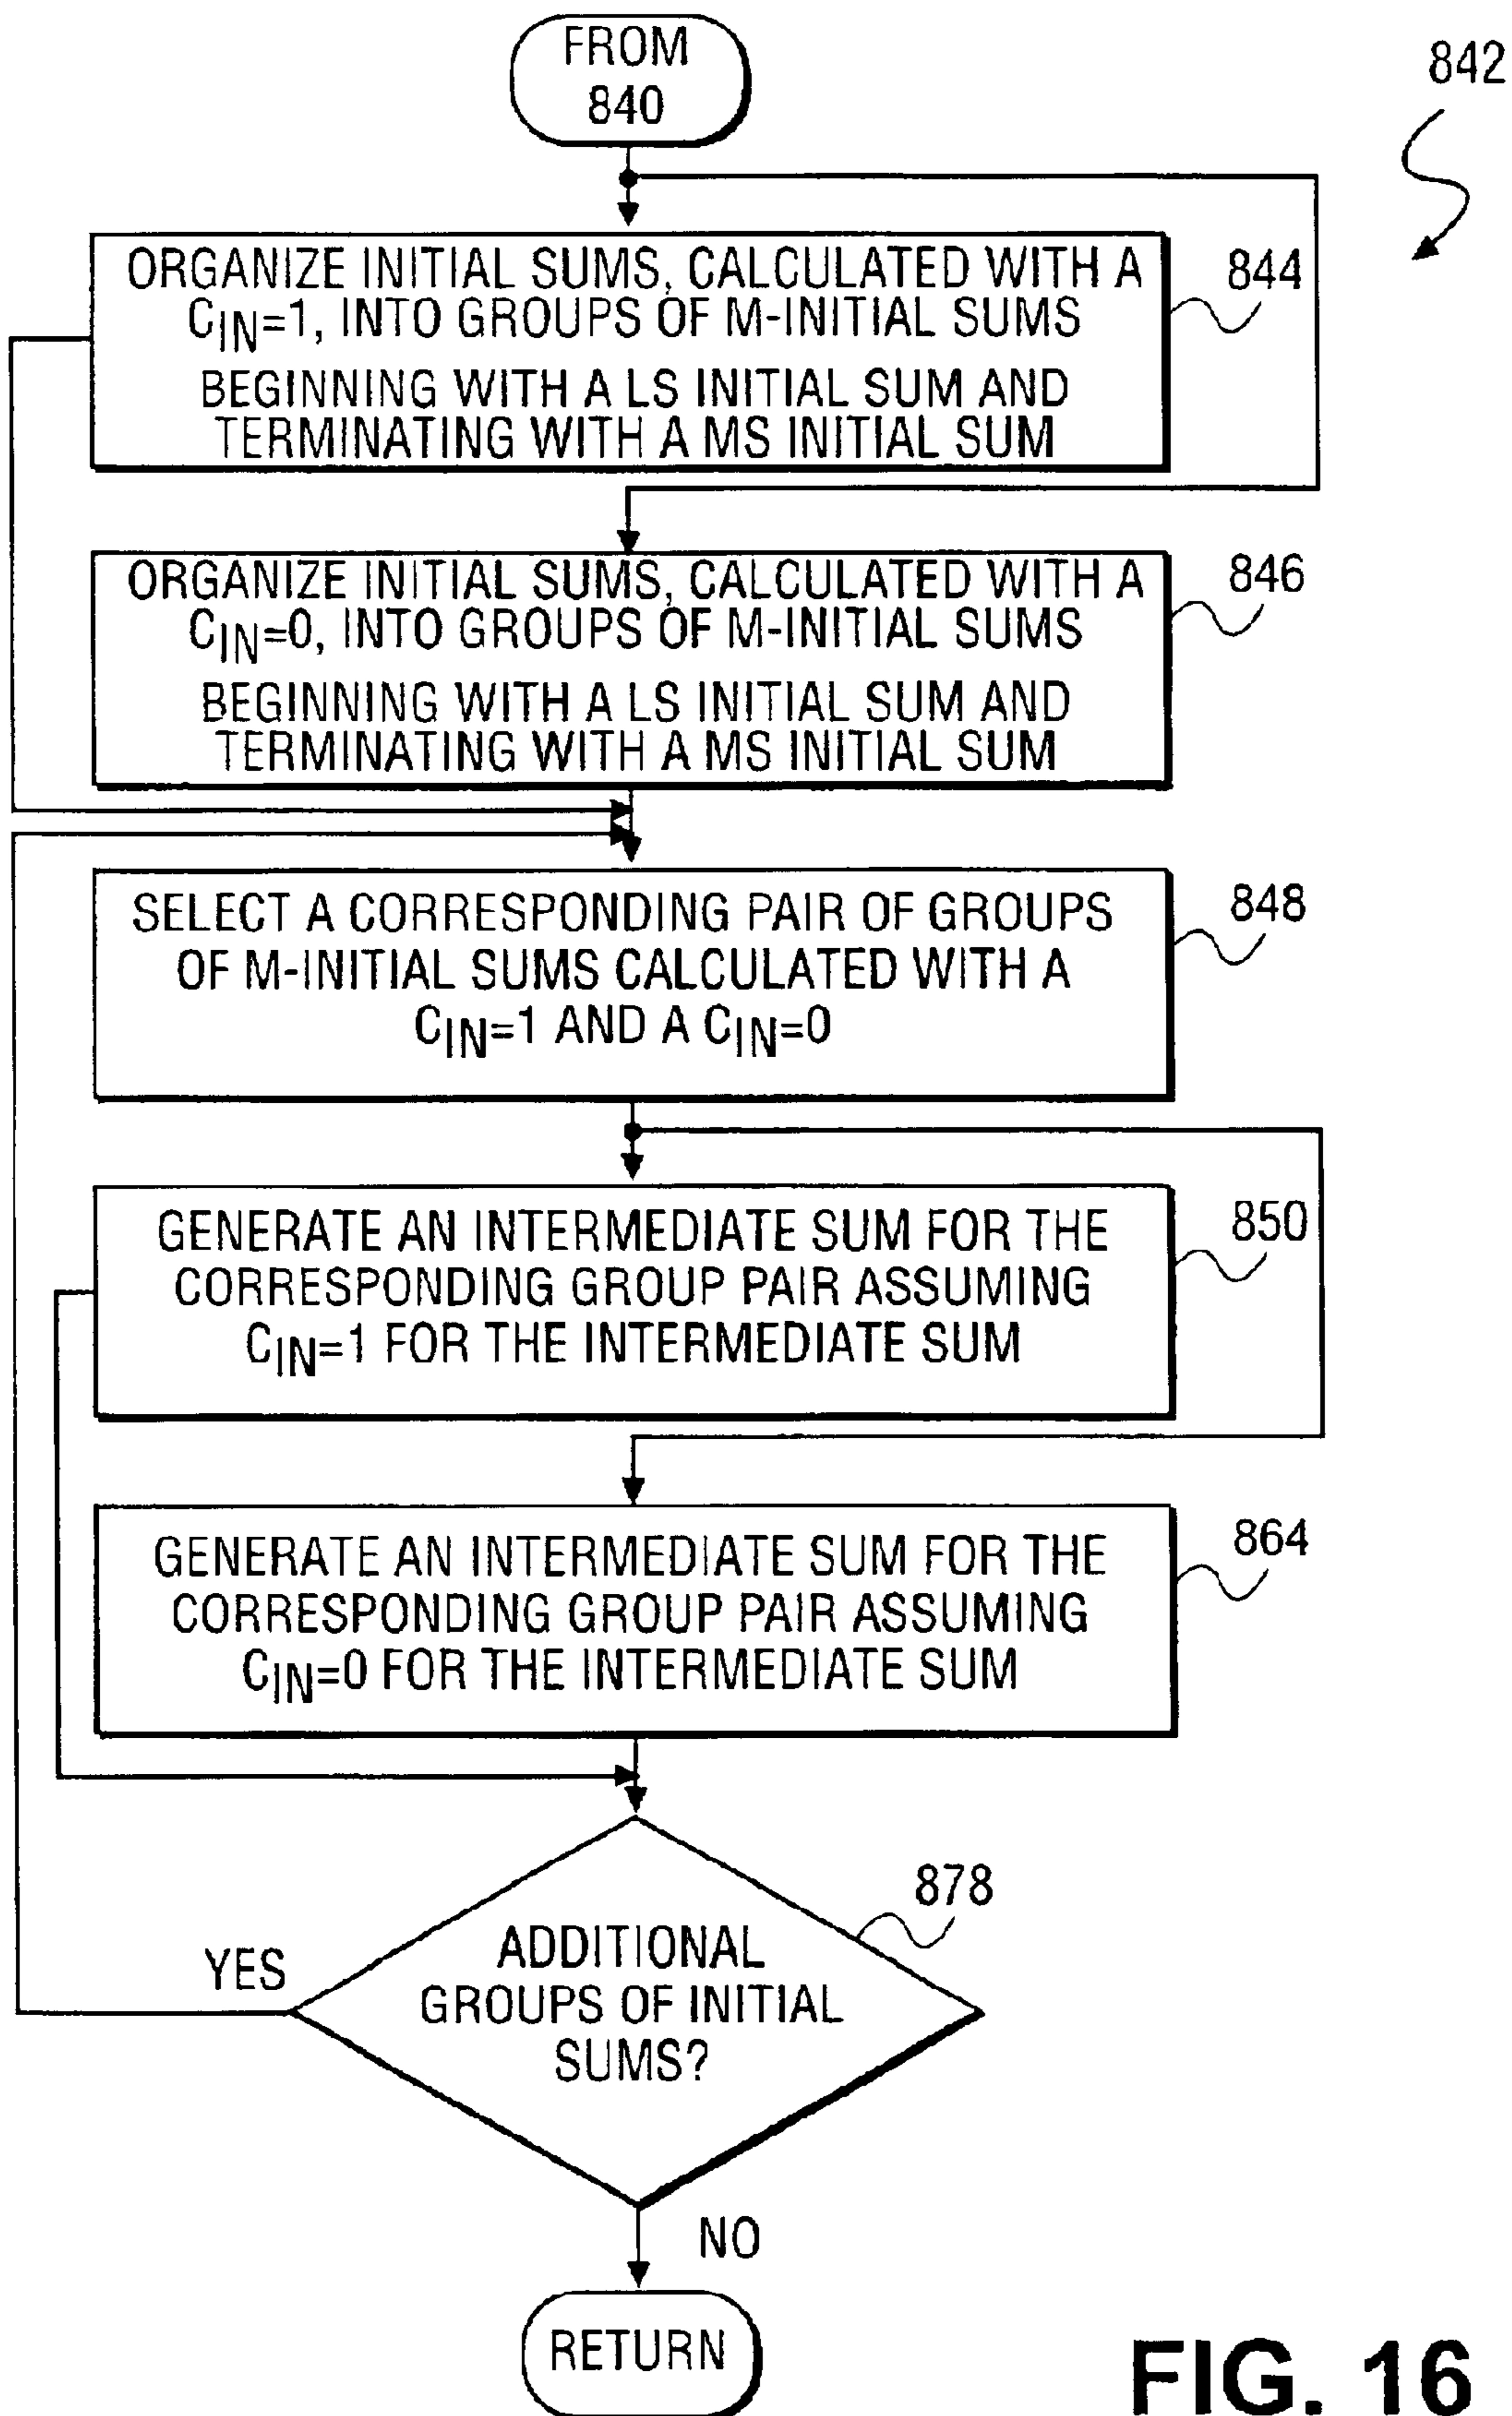 FROM
840
842
ORGANIZE INITIAL SUMS, CALCULATED WITH A
CIN=1, INTO GROUPS OF M-INITIAL SUMS
BEGINNING WITH A LS INITIAL SUM AND
TERMINATING WITH A MS INITIAL SUM
844
ORGANIZE INITIAL SUMS, CALCULATED WITH A
CIN=0, INTO GROUPS OF M-INITIAL SUMS
BEGINNING WITH A LS INITIAL SUM AND
TERMINATING WITH A MS INITIAL SUM
846
SELECT A CORRESPONDING PAIR OF GROUPS
OF M-INITIAL SUMS CALCULATED WITH A
CIN=1 AND A CIN=0
848
GENERATE AN INTERMEDIATE SUM FOR THE
CORRESPONDING GROUP PAIR ASSUMING
CIN=1 FOR THE INTERMEDIATE SUM
850
GENERATE AN INTERMEDIATE SUM FOR THE
CORRESPONDING GROUP PAIR ASSUMING
CIN=0 FOR THE INTERMEDIATE SUM
864
ADDITIONAL
GROUPS OF INITIAL
SUMS?
878
YES
NO
RETURN
FIG. 16